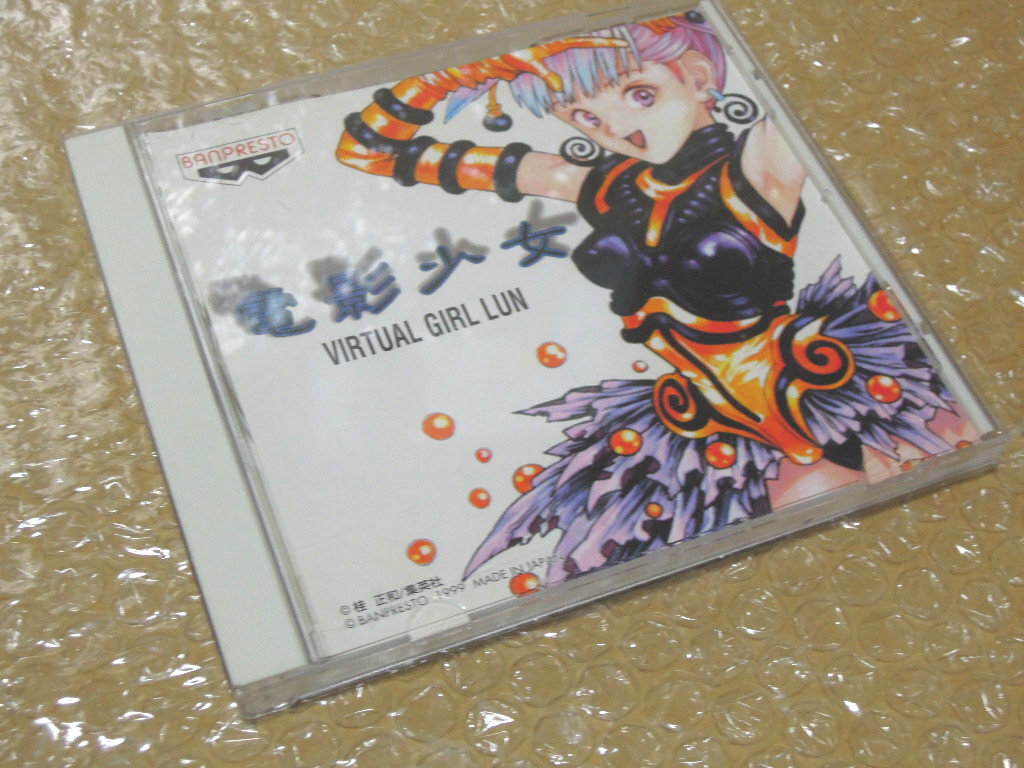 BANPRESTO
電影少女
VIRTUAL GIRL LUN
© 桂 正和/集英社
© BANPRESTO 1999 MADE IN JAPAN